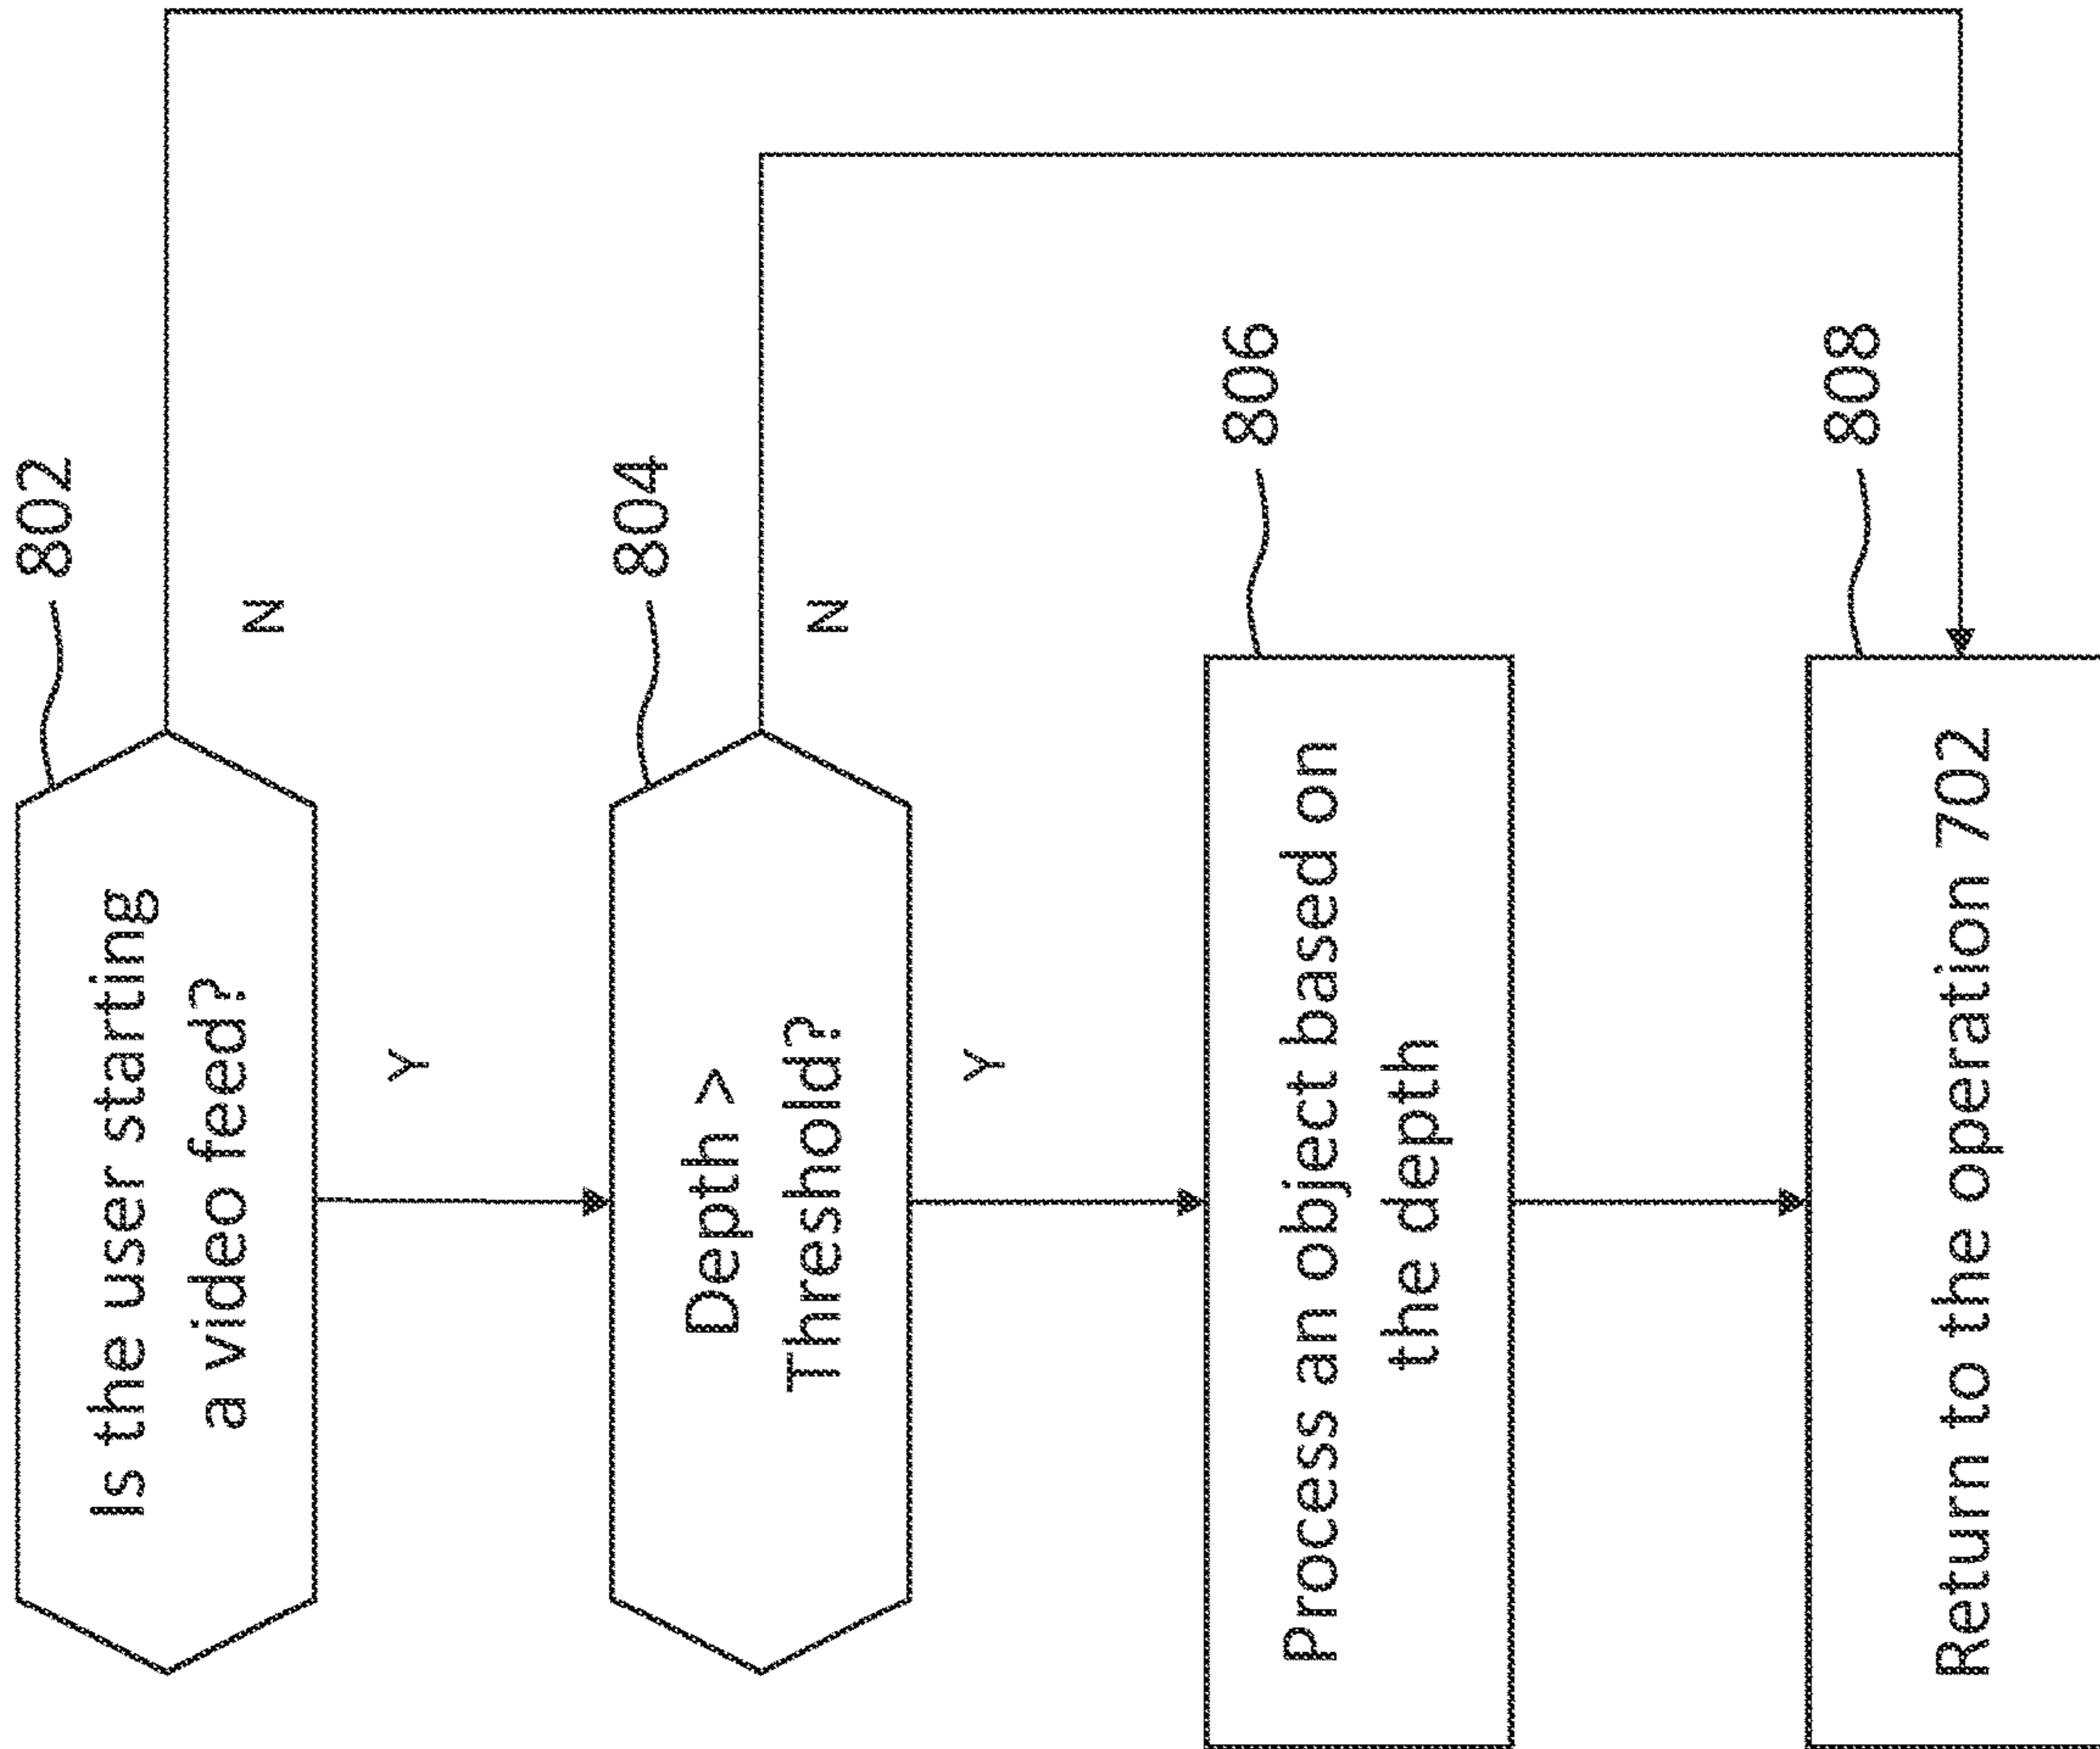 802
Is the user starting
a video feed?
N
Y
804
Depth >
Threshold?
N
Y
806
Process an object based on
the depth
808
Return to the operation 702